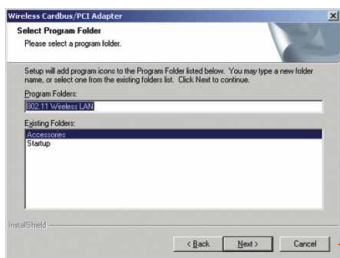 Wireless Cardbus/PCI Adapter
Select Program Folder
Please select a program folder.
Setup will add program icons to the Program Folder listed below. You may type a new folder
name, or select one from the existing folders list. Click Next to continue.
Program Folders:
802.11 Wireless LAN
Existing Folders:
Accessories
Startup
InstallShield
< Back
Next >
Cancel